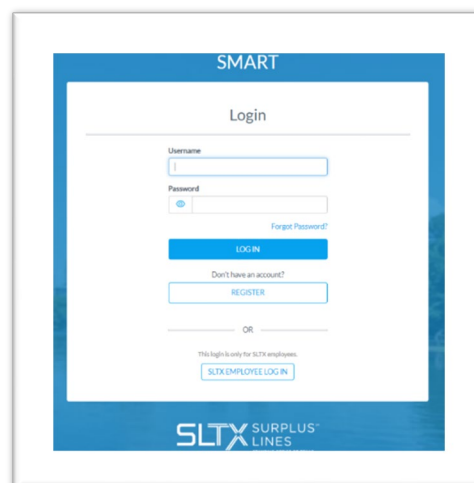 SMART
Login
Username
Password
Forgot Password?
LOG IN
Don't have an account?
REGISTER
OR
This login is only for SLTX employees.
SLTX EMPLOYEE LOG IN
SLTX SURPLUS™
LINES